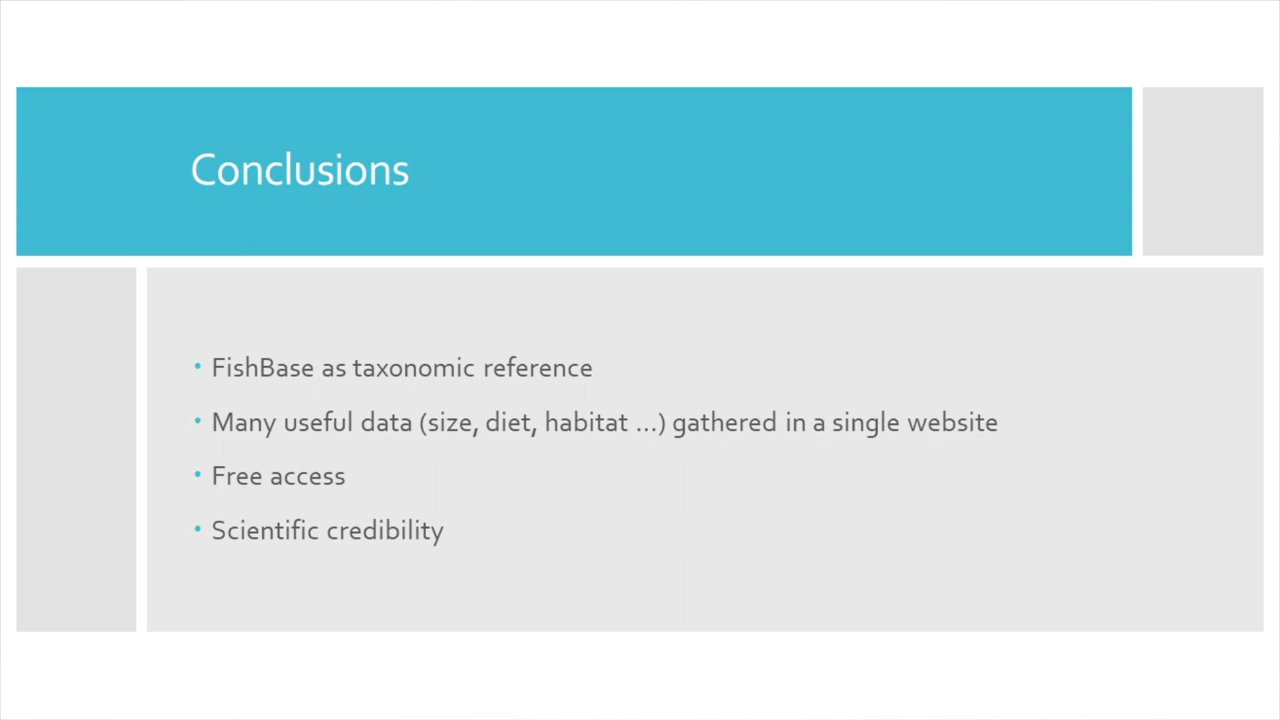 Conclusions
• FishBase as taxonomic reference
• Many useful data (size, diet, habitat ...) gathered in a single website
• Free access
• Scientific credibility